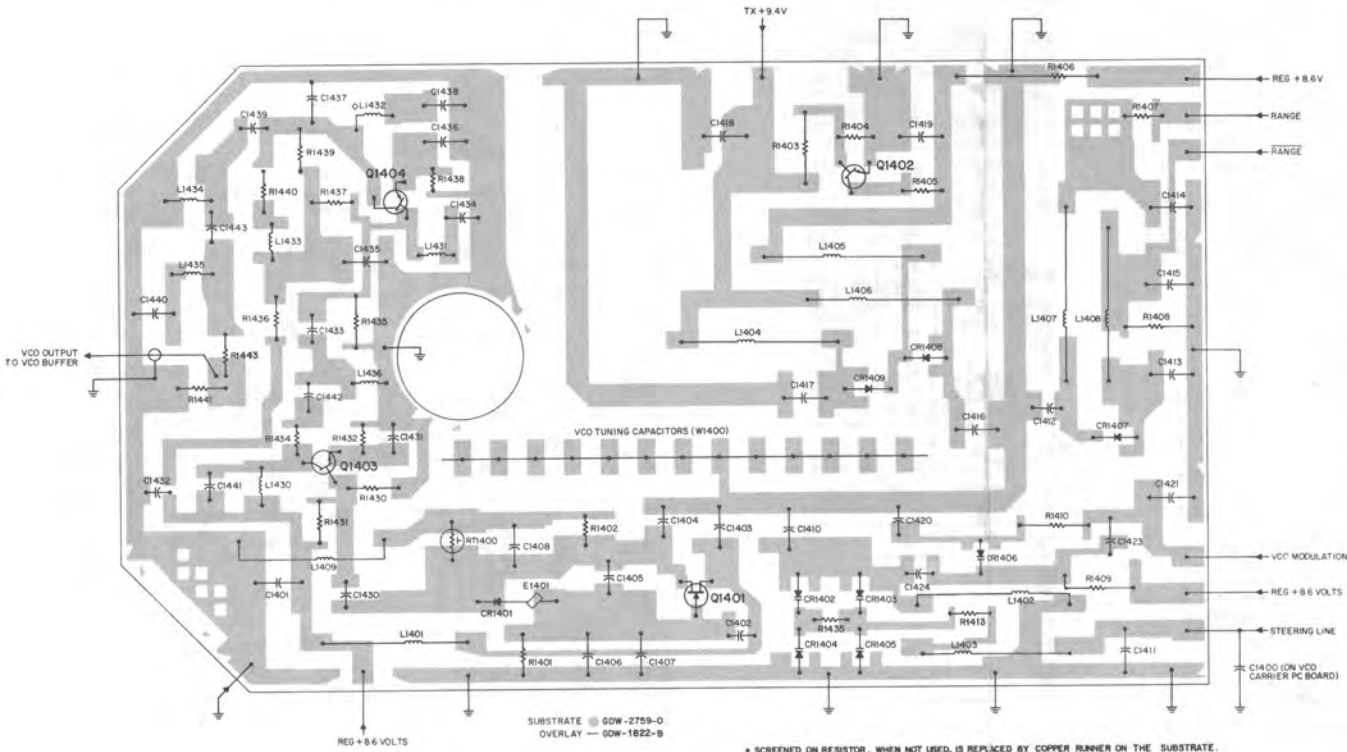 TX +9.4V
R1406
REG + 8.6V
C1437
L1432
C1438
R1407
RANGE
C1439
C1436
C1418
R1404
C1419
R1403
RANGE
R1439
Q1404
R1438
Q1402
R1440
R1437
R1405
L1434
C1434
C1414
C1443
L1433
C1435
L1431
L1405
L1435
C1415
L1406
C1440
R1436
C1433
R1435
L1407
L1408
R1408
L1404
VCO OUTPUT
TO VCO BUFFER
R1443
CR1408
C1413
L1436
CR1409
R1441
C1442
C1417
C1412
C1416
VCO TUNING CAPACITORS (W1400)
R1434
R1432
C1431
CR1407
Q1403
C1432
C1441
L1430
R1430
C1421
R1431
R1402
C1404
C1403
C1410
C1420
R1410
RT1400
C1408
C1423
L1409
CR1406
VCO MODULATION
C1405
C1424
C1401
E1401
R1409
C1430
CR1401
Q1401
CR1402
CR1403
L1402
REG +8.6 VOLTS
R1435
R1413
C1402
L1401
STEERING LINE
CR1404
CR1405
L1403
C1411
R1401
C1406
C1407
C1400 (ON VCO
CARRIER PC BOARD)
SUBSTRATE GDW-2759-0
OVERLAY — GDW-1822-B
REG +8.6 VOLTS
* SCREENED ON RESISTOR, WHEN NOT USED, IS REPLACED BY COPPER RUNNER ON THE SUBSTRATE.